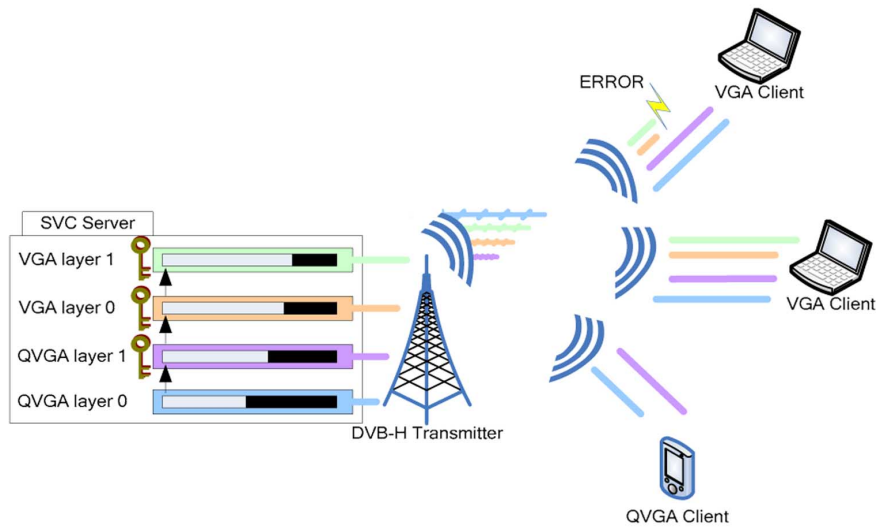 VGA Client
ERROR
SVC Server
VGA layer 1
VGA layer 0
QVGA layer 1
QVGA layer 0
DVB-H Transmitter
VGA Client
QVGA Client